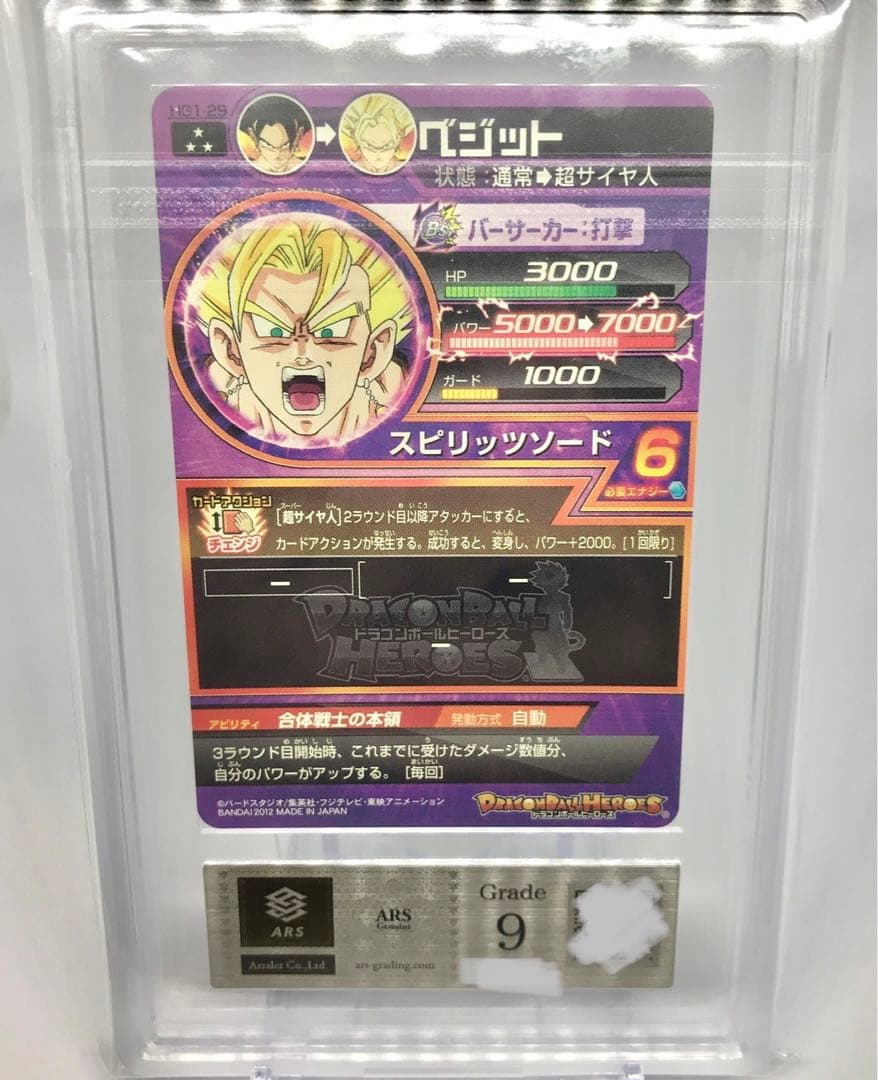 HG1-29
ベジット
状態:通常➡超サイヤ人
Bs バーサーカー:打撃
HP 3000
パワー 5000➡7000
ガード 1000
スピリッツソード 6
必要エナジー
カードアクション
チェンジ
[超サイヤ人]2ラウンド目以降アタッカーにすると、
カードアクションが発生する。成功すると、変身し、パワー+2000。[1回限り]
DRAGON BALL
ドラゴンボールヒーローズ
HEROES
アビリティ 合体戦士の本領 発動方式 自動
3ラウンド目開始時、これまでに受けたダメージ数値分、
自分のパワーがアップする。 [毎回]
©バードスタジオ/集英社・フジテレビ・東映アニメーション
BANDAI 2012 MADE IN JAPAN
DRAGON BALL HEROES
ドラゴンボールヒーローズ
ARS
Arsales Co.,Ltd.
ARS
Genuine
ars-grading.com
Grade
9